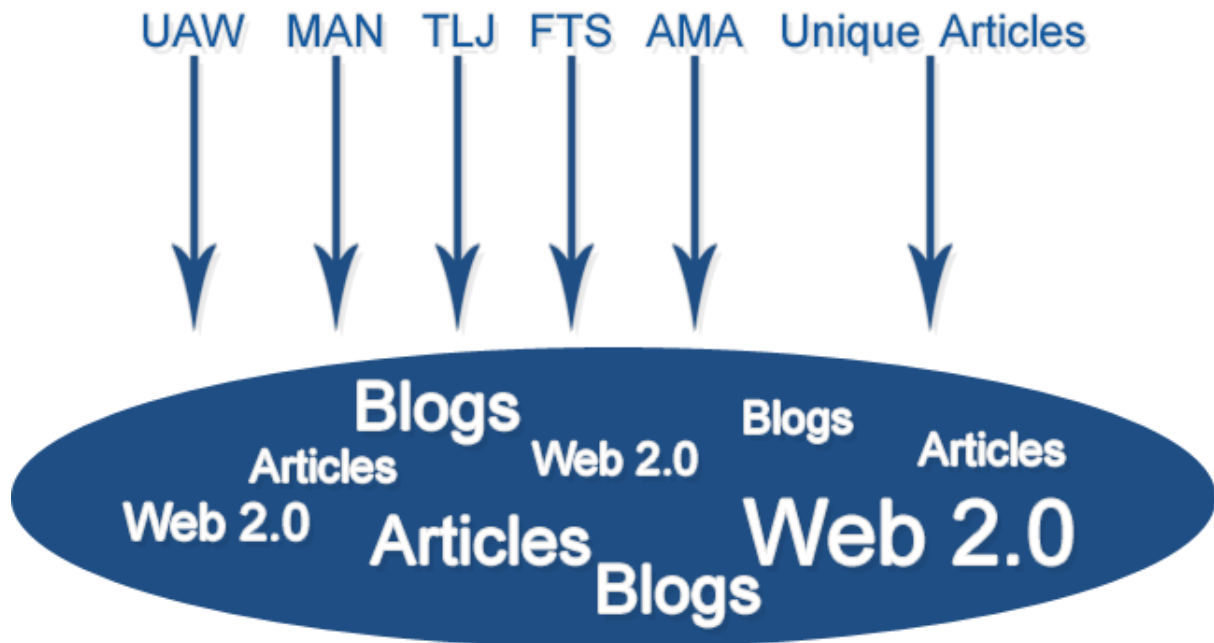 UAW MAN TLJ FTS AMA Unique Articles
Blogs
Blogs
Articles
Web 2.0
Articles
Web 2.0
Articles
Web 2.0
Blogs